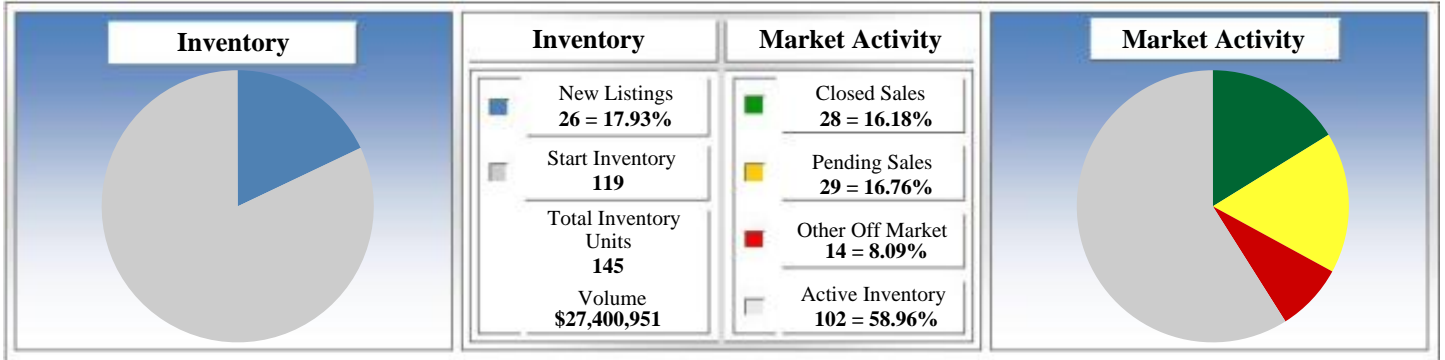 Inventory
Inventory
New Listings
26 = 17.93%
Start Inventory
119
Total Inventory
Units
145
Volume
$27,400,951
Market Activity
Closed Sales
28 = 16.18%
Pending Sales
29 = 16.76%
Other Off Market
14 = 8.09%
Active Inventory
102 = 58.96%
Market Activity